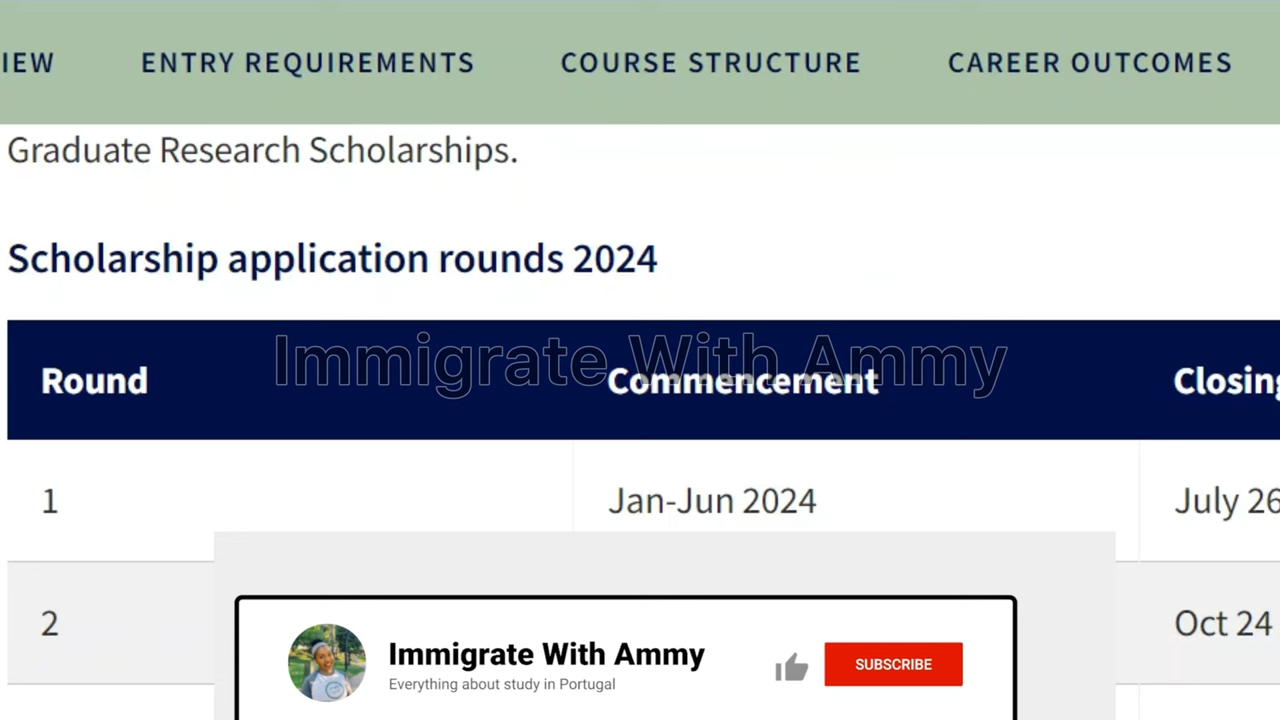 IEW ENTRY REQUIREMENTS COURSE STRUCTURE CAREER OUTCOMES
Graduate Research Scholarships.
Scholarship application rounds 2024
Immigrate With Ammy
Round Commencement Closing
1 Jan-Jun 2024 July 26
2 Oct 24
Immigrate With Ammy
Everything about study in Portugal
SUBSCRIBE